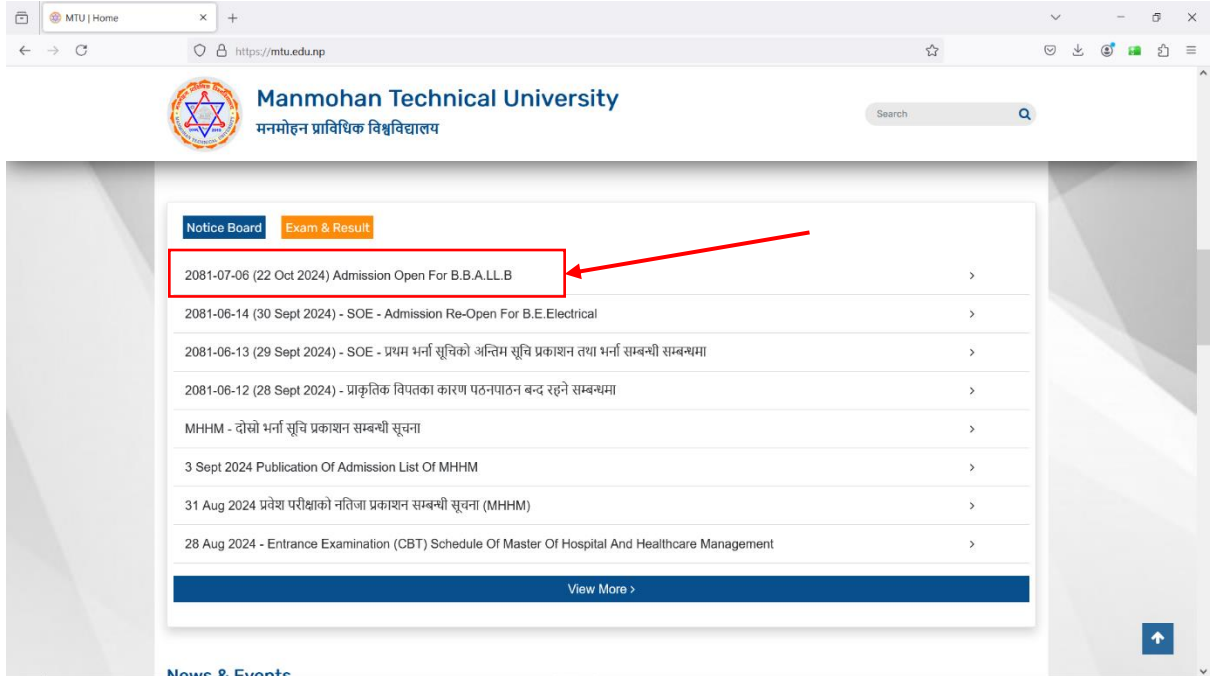 MTU | Home
https://mtu.edu.np
Manmohan Technical University
मनमोहन प्राविधिक विश्वविद्यालय
Search
Notice Board
Exam & Result
2081-07-06 (22 Oct 2024) Admission Open For B.B.A.LL.B
2081-06-14 (30 Sept 2024) - SOE - Admission Re-Open For B.E.Electrical
2081-06-13 (29 Sept 2024) - SOE - प्रथम भर्ना सूचिको अन्तिम सूचि प्रकाशन तथा भर्ना सम्बन्धी सम्बन्धमा
2081-06-12 (28 Sept 2024) - प्राकृतिक विपतका कारण पठनपाठन बन्द रहने सम्बन्धमा
MHHM - दोस्रो भर्ना सूचि प्रकाशन सम्बन्धी सूचना
3 Sept 2024 Publication Of Admission List Of MHHM
31 Aug 2024 प्रवेश परीक्षाको नतिजा प्रकाशन सम्बन्धी सूचना (MHHM)
28 Aug 2024 - Entrance Examination (CBT) Schedule Of Master Of Hospital And Healthcare Management
View More >
News & Events